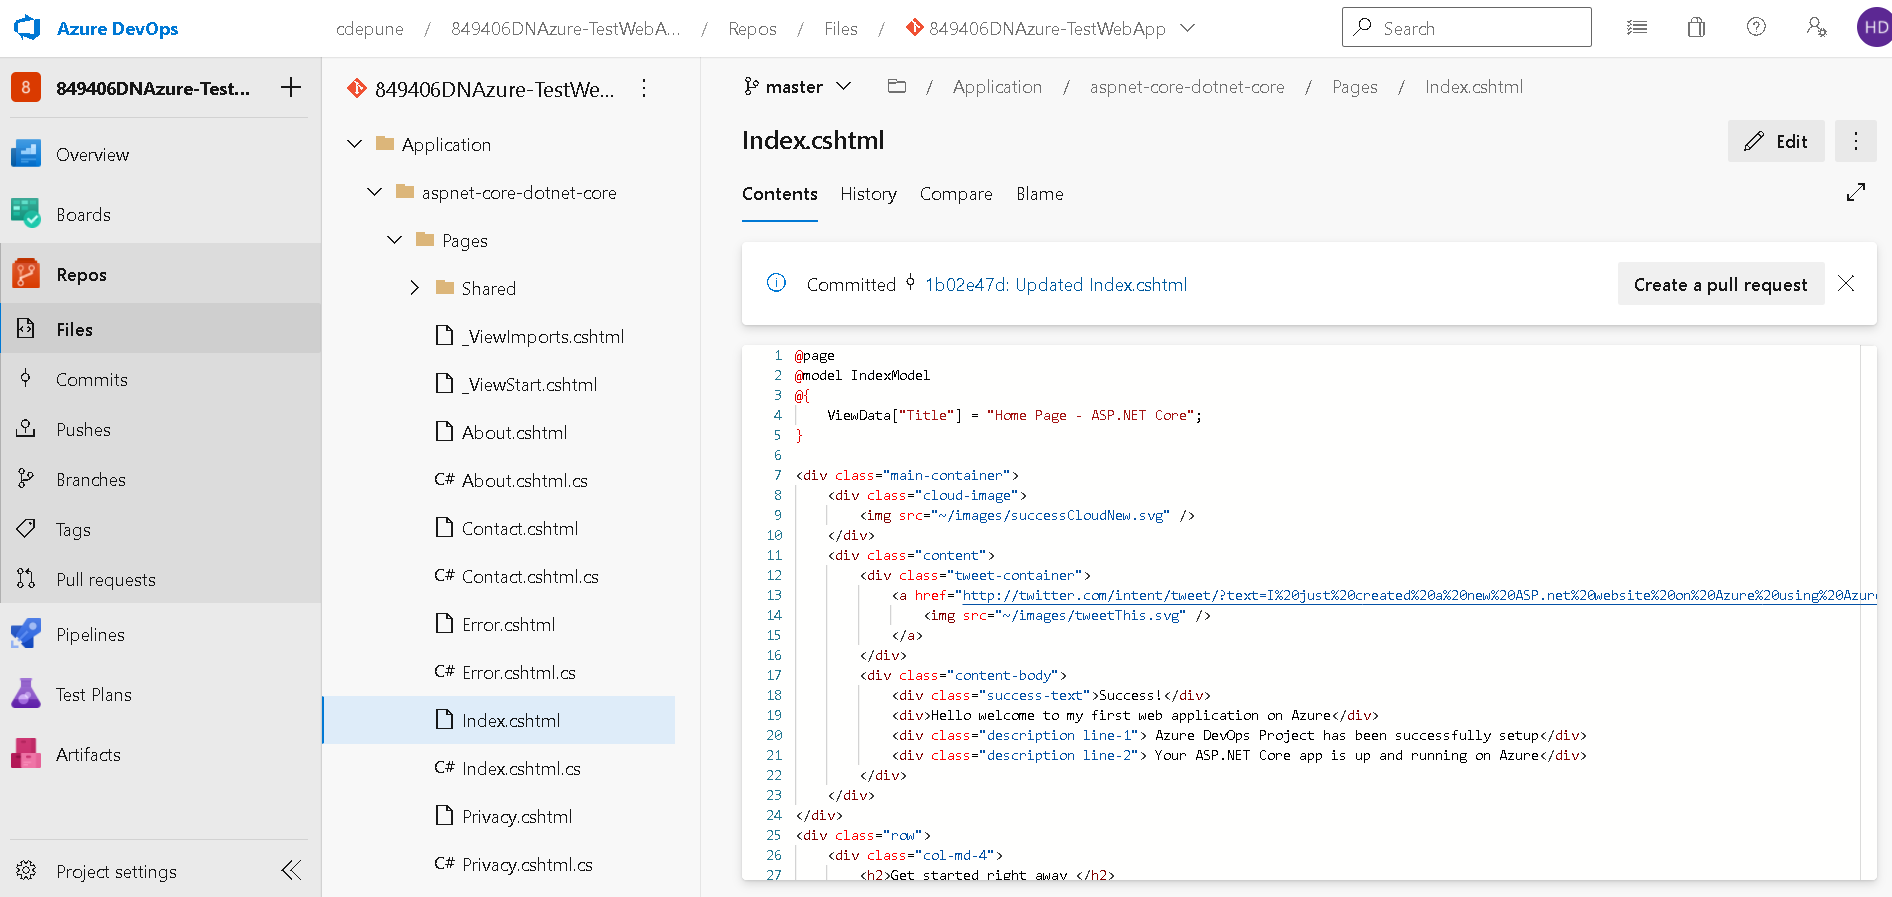 Azure DevOps
cdepune / 849406DNAzure-TestWebA... / Repos / Files / 849406DNAzure-TestWebApp
Search
HD
8 849406DNAzure-Test...
Overview
Boards
Repos
Files
Commits
Pushes
Branches
Tags
Pull requests
Pipelines
Test Plans
Artifacts
Project settings
849406DNAzure-TestWe...
Application
aspnet-core-dotnet-core
Pages
Shared
_ViewImports.cshtml
_ViewStart.cshtml
About.cshtml
C# About.cshtml.cs
Contact.cshtml
C# Contact.cshtml.cs
Error.cshtml
C# Error.cshtml.cs
Index.cshtml
C# Index.cshtml.cs
Privacy.cshtml
C# Privacy.cshtml.cs
master / Application / aspnet-core-dotnet-core / Pages / Index.cshtml
Index.cshtml
Edit
Contents History Compare Blame
Committed 1b02e47d: Updated Index.cshtml
Create a pull request
1 @page
2 @model IndexModel
3 @{
4 ViewData["Title"] = "Home Page - ASP.NET Core";
5 }
6
7 <div class="main-container">
8 <div class="cloud-image">
9 <img src="~/images/successCloudNew.svg" />
10 </div>
11 <div class="content">
12 <div class="tweet-container">
13 <a href="http://twitter.com/intent/tweet/?text=I%20just%20created%20a%20new%20ASP.net%20website%20on%20Azure%20using%20Azur
14 <img src="~/images/tweetThis.svg" />
15 </a>
16 </div>
17 <div class="content-body">
18 <div class="success-text">Success!</div>
19 <div>Hello welcome to my first web application on Azure</div>
20 <div class="description line-1"> Azure DevOps Project has been successfully setup</div>
21 <div class="description line-2"> Your ASP.NET Core app is up and running on Azure</div>
22 </div>
23 </div>
24 </div>
25 <div class="row">
26 <div class="col-md-4">
27 <h2>Get started right away </h2>